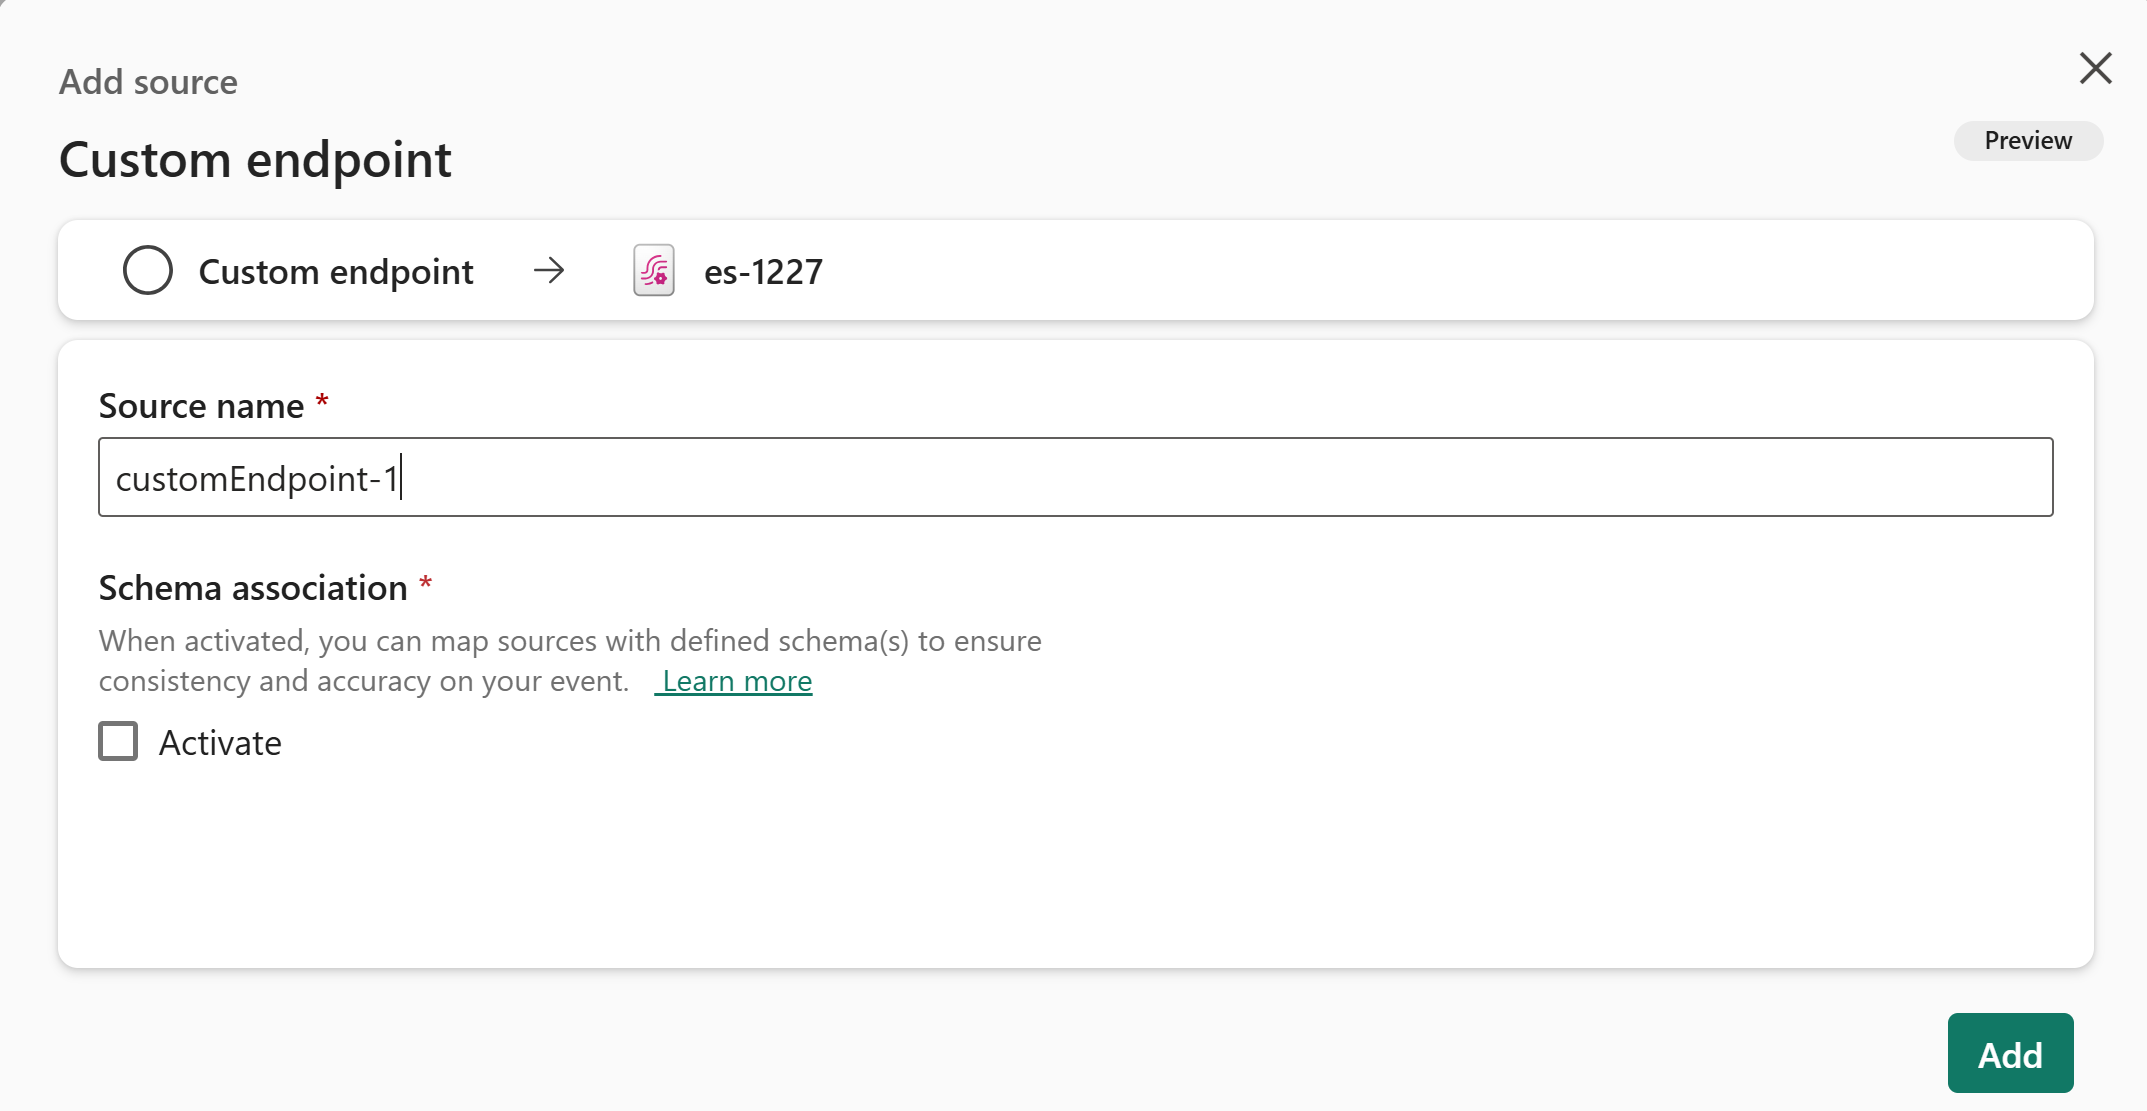 Add source
Custom endpoint
Preview
Custom endpoint → es-1227
Source name *
customEndpoint-1
Schema association *
When activated, you can map sources with defined schema(s) to ensure
consistency and accuracy on your event. Learn more
Activate
Add